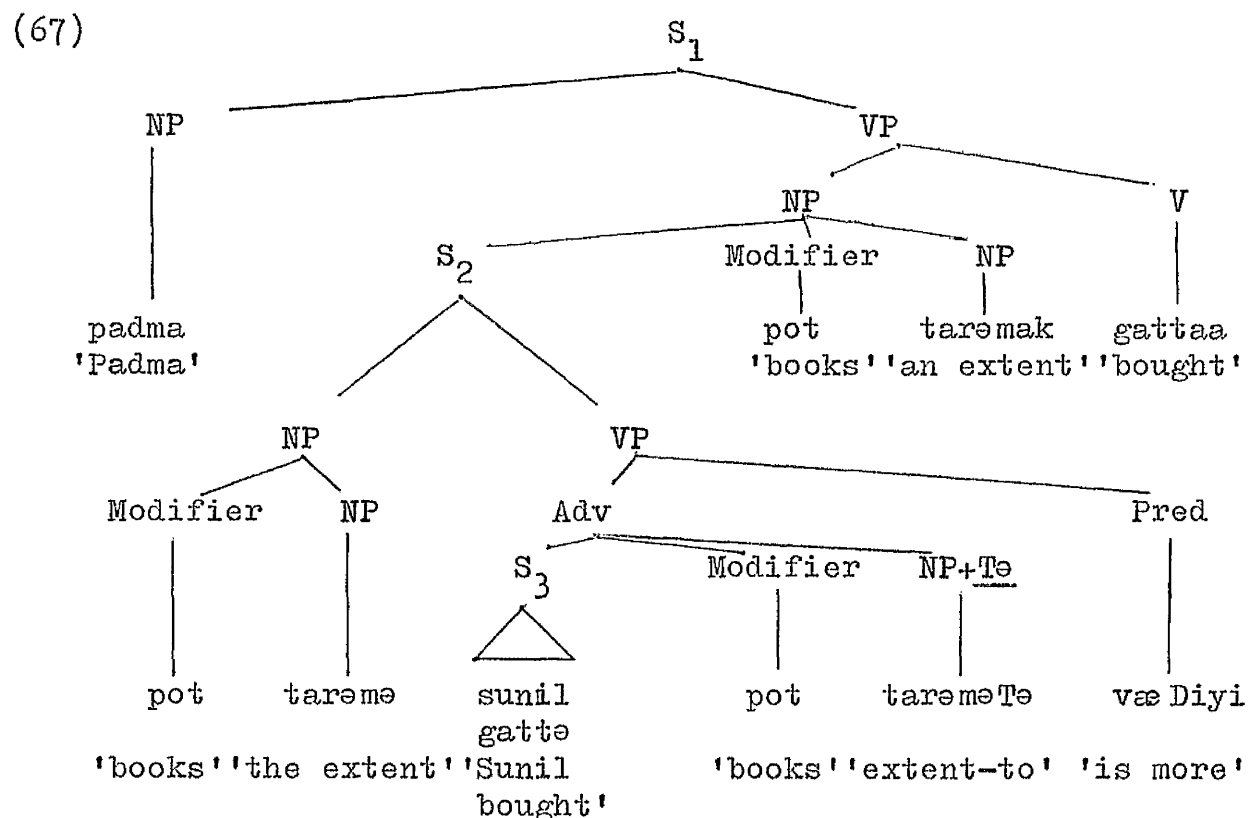 (67)
S1
NP VP
NP V
S2 Modifier NP
padma pot tarəmak gattaa
'Padma' 'books' 'an extent' 'bought'
NP VP
Modifier NP Adv Pred
S3 Modifier NP+Tə
pot tarəmə sunil pot tarəməTə væDiyi
gattə
'books' 'the extent' 'Sunil 'books' 'extent-to' 'is more'
bought'